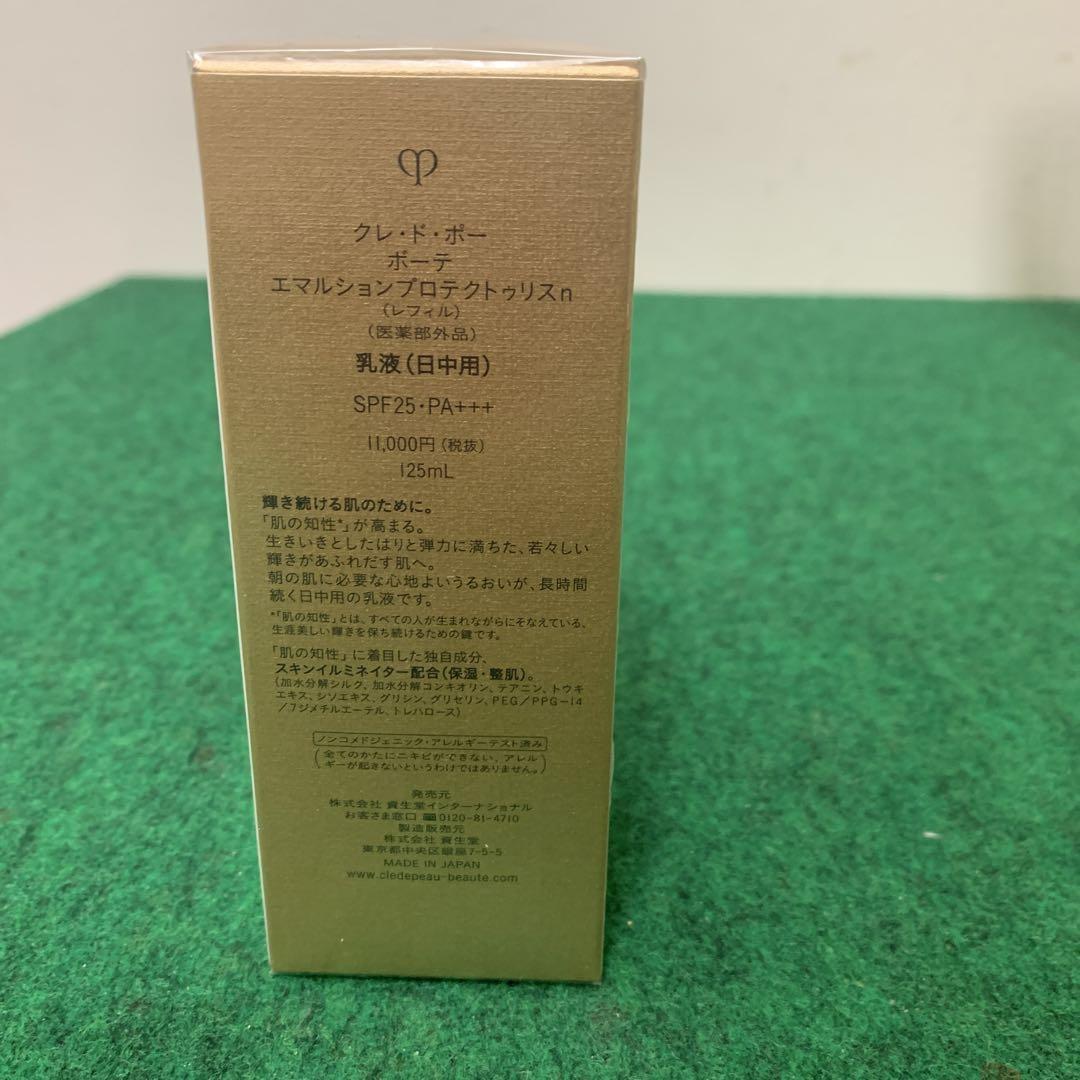 クレ・ド・ポー
ボーテ
エマルションプロテクトゥリスn
(レフィル)
(医薬部外品)
乳液(日中用)
SPF25・PA+++
11,000円(税抜)
125mL
輝き続ける肌のために。
「肌の知性*」が高まる。
生きいきとしたはりと弾力に満ちた、若々しい
輝きがあふれだす肌へ。
朝の肌に必要な心地よいうるおいが、長時間
続く日中用の乳液です。
*「肌の知性」とは、すべての人が生まれながらにそなえている、
生涯美しい輝きを保ち続けるための鍵です。
「肌の知性」に着目した独自成分、
スキンイルミネイター配合(保湿・整肌)。
(加水分解シルク、加水分解コンキオリン、テアニン、トウキ
エキス、シソエキス、グリシン、グリセリン、PEG/PPG-14
/7ジメチルエーテル、トレハロース)
ノンコメドジェニック・アレルギーテスト済み
(全てのかたにニキビができない、アレル
ギーが起きないというわけではありません。)
発売元
株式会社 資生堂インターナショナル
お客さま窓口 0120-81-4710
製造販売元
株式会社 資生堂
東京都中央区銀座7-5-5
MADE IN JAPAN
www.cledepeau-beaute.com